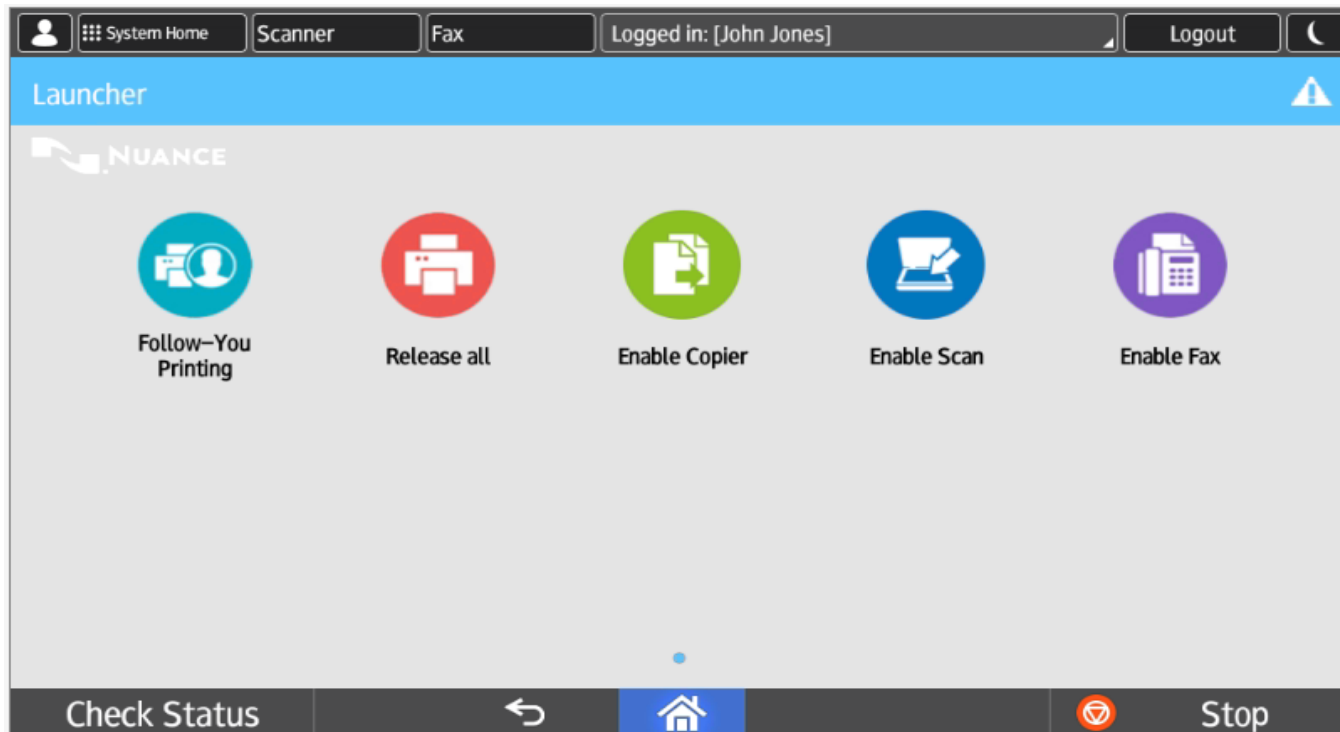 System Home
Scanner
Fax
Logged in: [John Jones]
Logout
Launcher
NUANCE
Follow–You
Printing
Release all
Enable Copier
Enable Scan
Enable Fax
Check Status
Stop